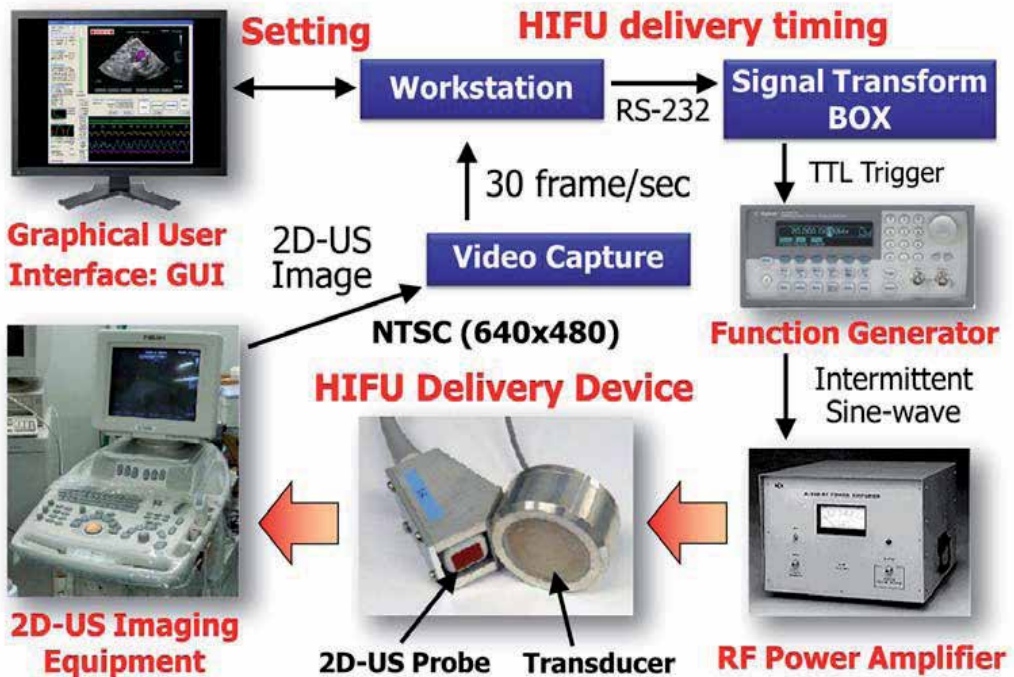 Setting
HIFU delivery timing
Workstation
RS-232
Signal Transform
BOX
TTL Trigger
30 frame/sec
Graphical User
Interface: GUI
2D-US
Image
Video Capture
NTSC (640x480)
Function Generator
HIFU Delivery Device
Intermittent
Sine-wave
2D-US Imaging
Equipment
2D-US Probe
Transducer
RF Power Amplifier